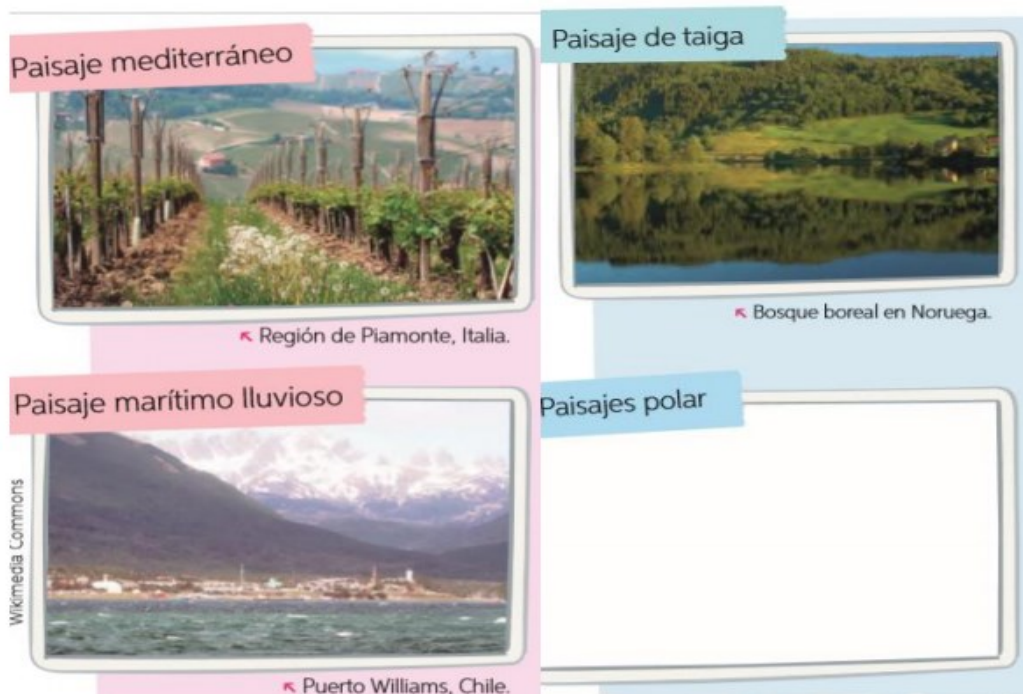 Paisaje mediterráneo
Región de Piamonte, Italia.
Paisaje de taiga
Bosque boreal en Noruega.
Paisaje marítimo lluvioso
Wikimedia Commons
Puerto Williams, Chile.
Paisajes polar